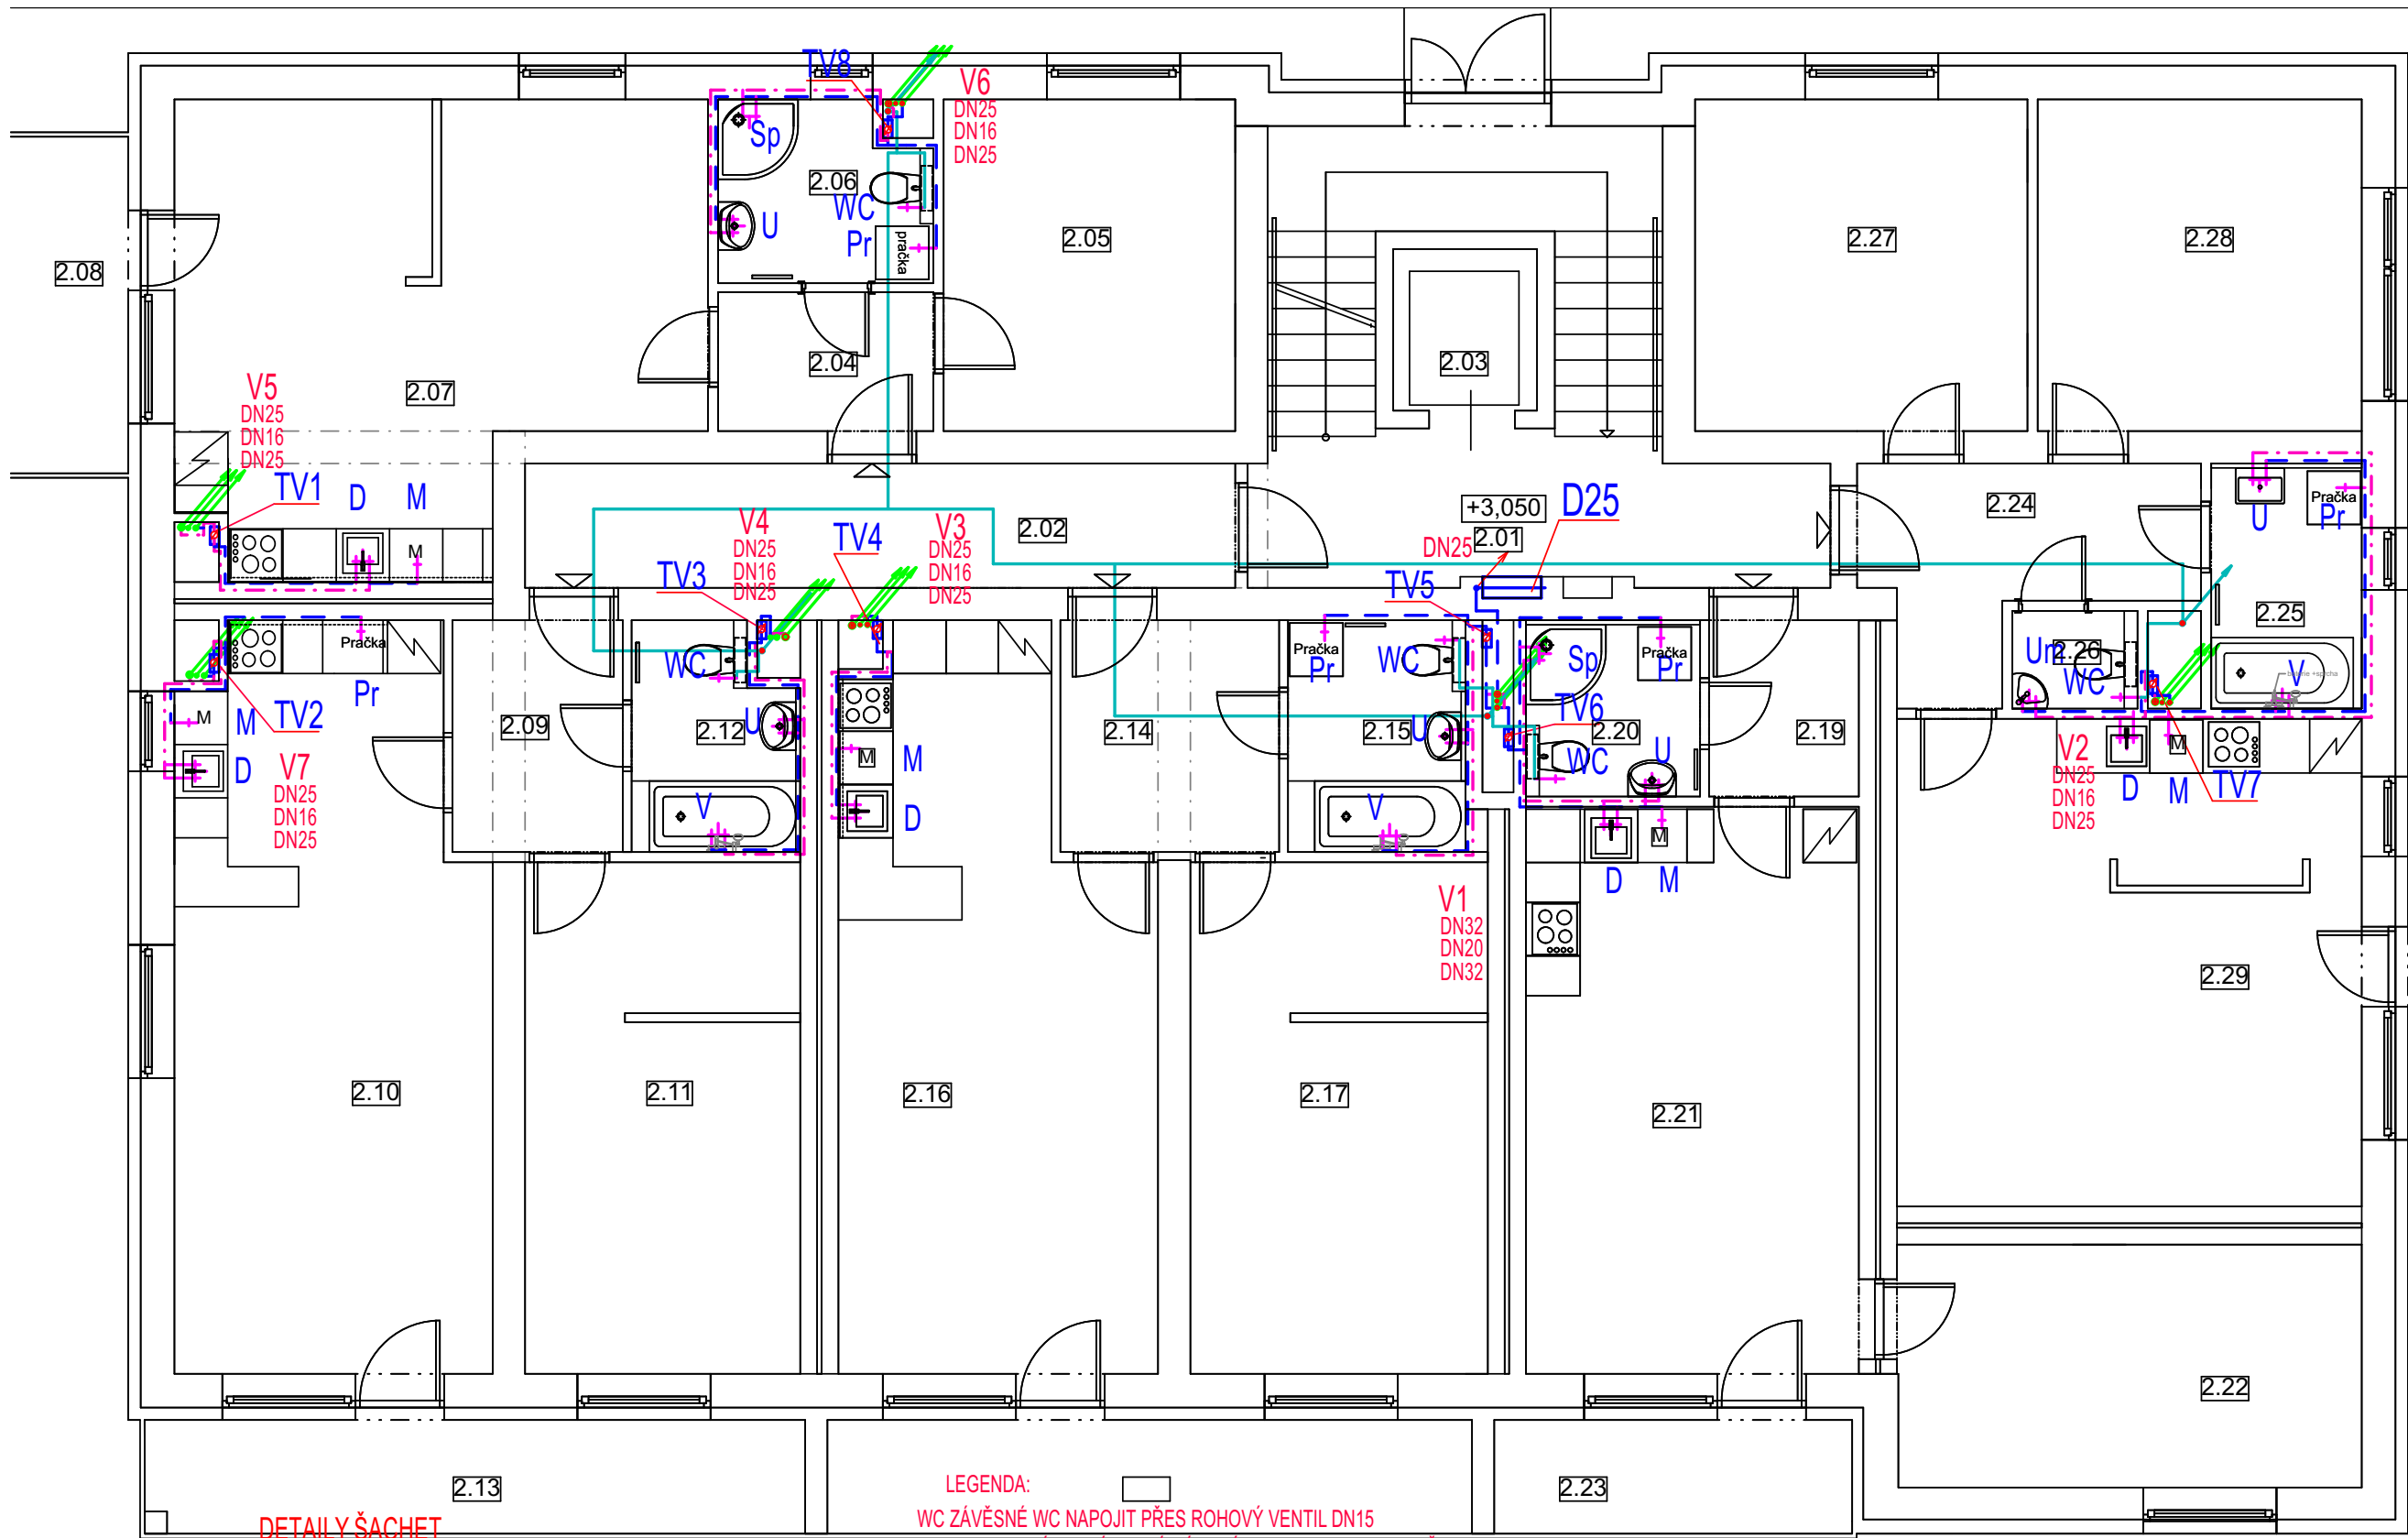 TV8
V6
DN25
DN16
DN25
Sp
2.06
WC
U
Pr
pračka
2.05
2.27
2.28
2.08
2.04
2.03
V5
DN25
DN16
DN25
2.07
TV1
D
M
M
2.02
+3,050
D25
2.01
DN25
2.24
Pračka
U
Pr
V4
DN25
DN16
DN25
TV4
V3
DN25
DN16
DN25
TV3
TV5
2.25
Pračka
Pr
TV2
M
M
D
V7
DN25
DN16
DN25
2.09
WC
2.12
U
V
M
M
D
2.14
Pračka
Pr
WC
2.15
U
V
Sp
Pračka
Pr
TV6
2.20
WC
U
2.19
Um
2.26
WC
V
V2
DN25
DN16
DN25
M
D
M
TV7
M
D
M
V1
DN32
DN20
DN32
2.29
2.10
2.11
2.16
2.17
2.21
2.22
2.13
2.23
LEGENDA:
WC ZÁVĚSNÉ WC NAPOJIT PŘES ROHOVÝ VENTIL DN15
DETAILY ŠACHET